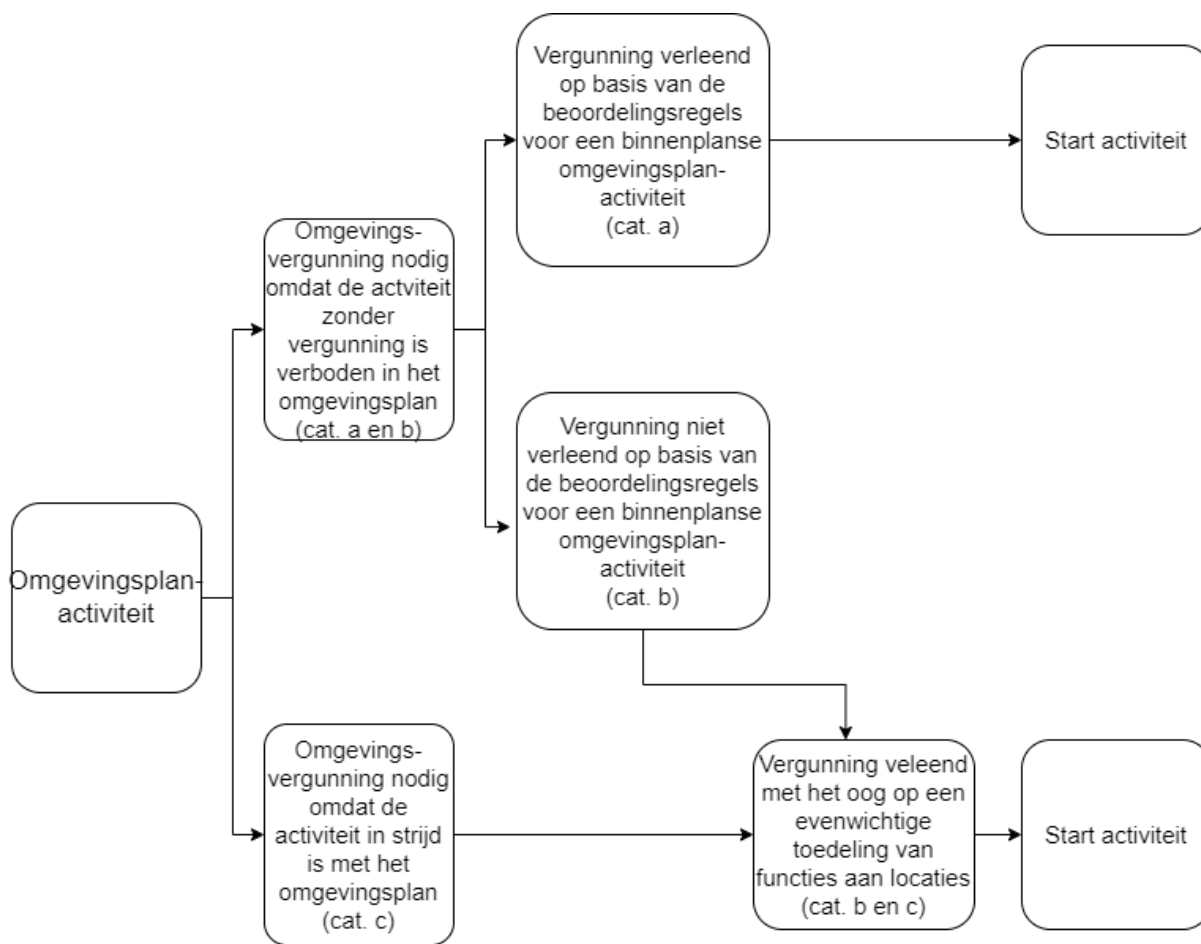 Vergunning verleend
op basis van de
beoordelingsregels
voor een binnenplanse
omgevingsplan-
activiteit
(cat. a)
Start activiteit
Omgevings-
vergunning nodig
omdat de actviteit
zonder
vergunning is
verboden in het
omgevingsplan
(cat. a en b)
Vergunning niet
verleend op basis van
de beoordelingsregels
voor een binnenplanse
omgevingsplan-
activiteit
(cat. b)
Omgevingsplan-
activiteit
Omgevings-
vergunning nodig
omdat de
activiteit in strijd
is met het
omgevingsplan
(cat. c)
Vergunning veleend
met het oog op een
evenwichtige
toedeling van
functies aan locaties
(cat. b en c)
Start activiteit